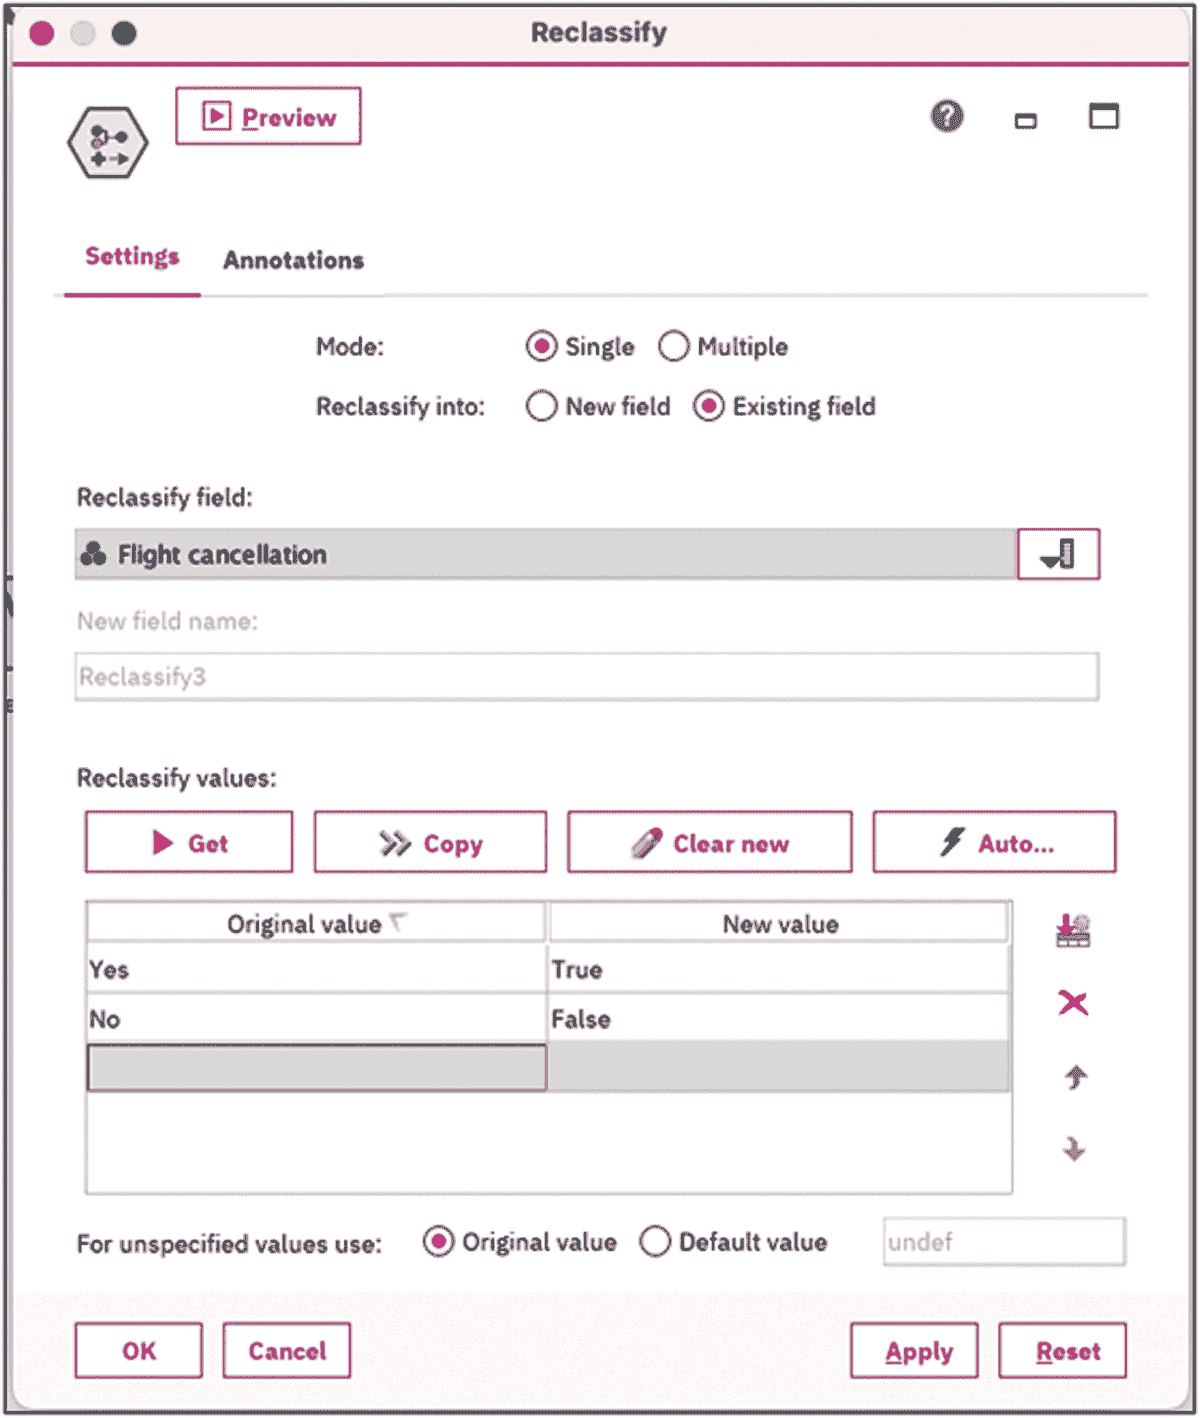 Reclassify
Preview
Settings Annotations
Mode: Single Multiple
Reclassify into: New field Existing field
Reclassify field:
Flight cancellation
New field name:
Reclassify3
Reclassify values:
Get Copy Clear new Auto...
Original value New value
Yes True
No False
For unspecified values use: Original value Default value undef
OK Cancel Apply Reset